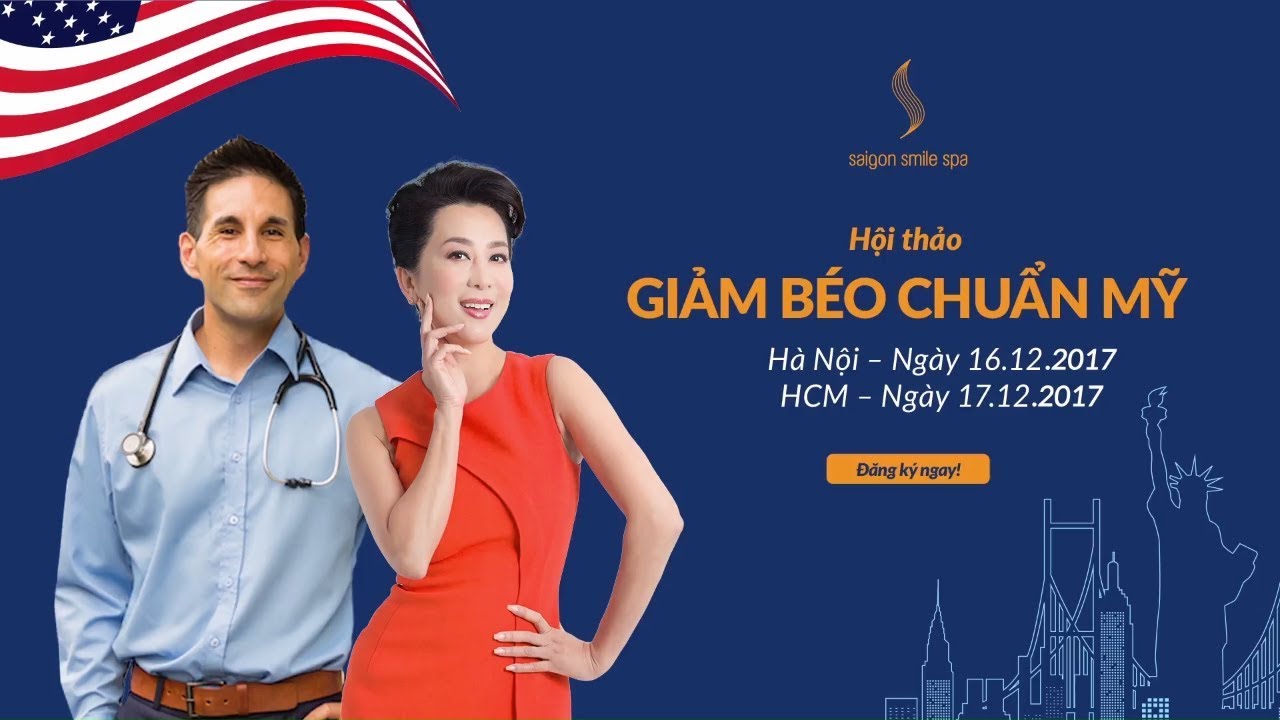 saigon smile spa
Hội thảo
GIẢM BÉO CHUẨN MỸ
Hà Nội – Ngày 16.12.2017
HCM – Ngày 17.12.2017
Đăng ký ngay!